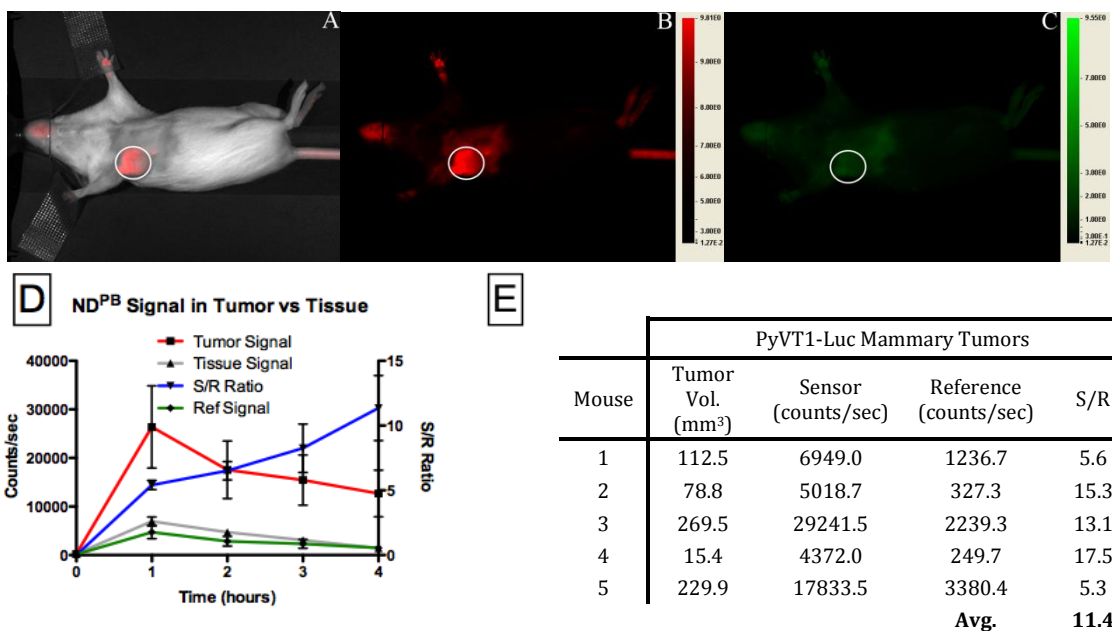 A
B
9.81E0
9.00E0
8.00E0
7.00E0
6.00E0
5.00E0
3.00E0
1.27E-2
C
9.55E0
9.00E0
7.00E0
5.00E0
3.00E0
1.00E0
3.00E-1
1.27E-2
D
ND^PB Signal in Tumor vs Tissue
Tumor Signal
Tissue Signal
S/R Ratio
Ref Signal
40000
30000
20000
10000
0
Counts/sec
15
10
5
0
S/R Ratio
0 1 2 3 4
Time (hours)
E
PyVT1-Luc Mammary Tumors
Mouse Tumor Vol. (mm³) Sensor (counts/sec) Reference (counts/sec) S/R
1 112.5 6949.0 1236.7 5.6
2 78.8 5018.7 327.3 15.3
3 269.5 29241.5 2239.3 13.1
4 15.4 4372.0 249.7 17.5
5 229.9 17833.5 3380.4 5.3
Avg. 11.4